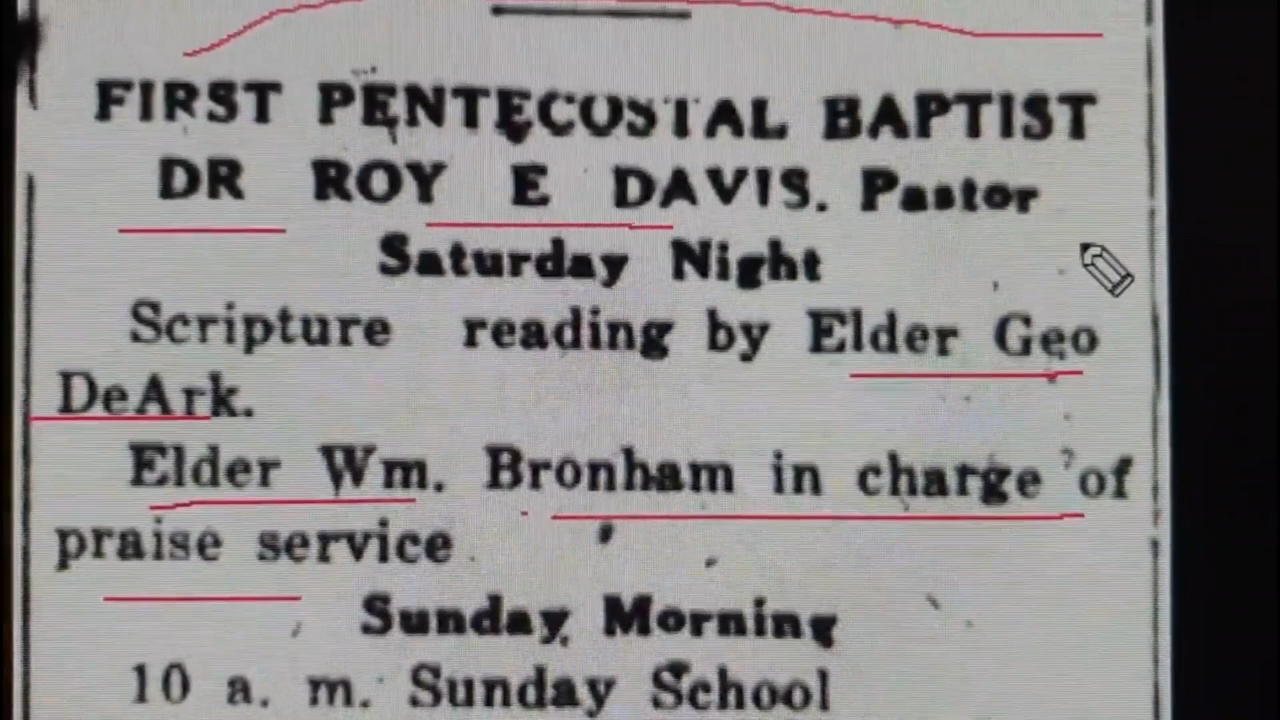 FIRST PENTECOSTAL BAPTIST
DR ROY E DAVIS. Pastor
Saturday Night
Scripture reading by Elder Geo
DeArk.
Elder Wm. Bronham in charge of
praise service
Sunday Morning
10 a. m. Sunday School